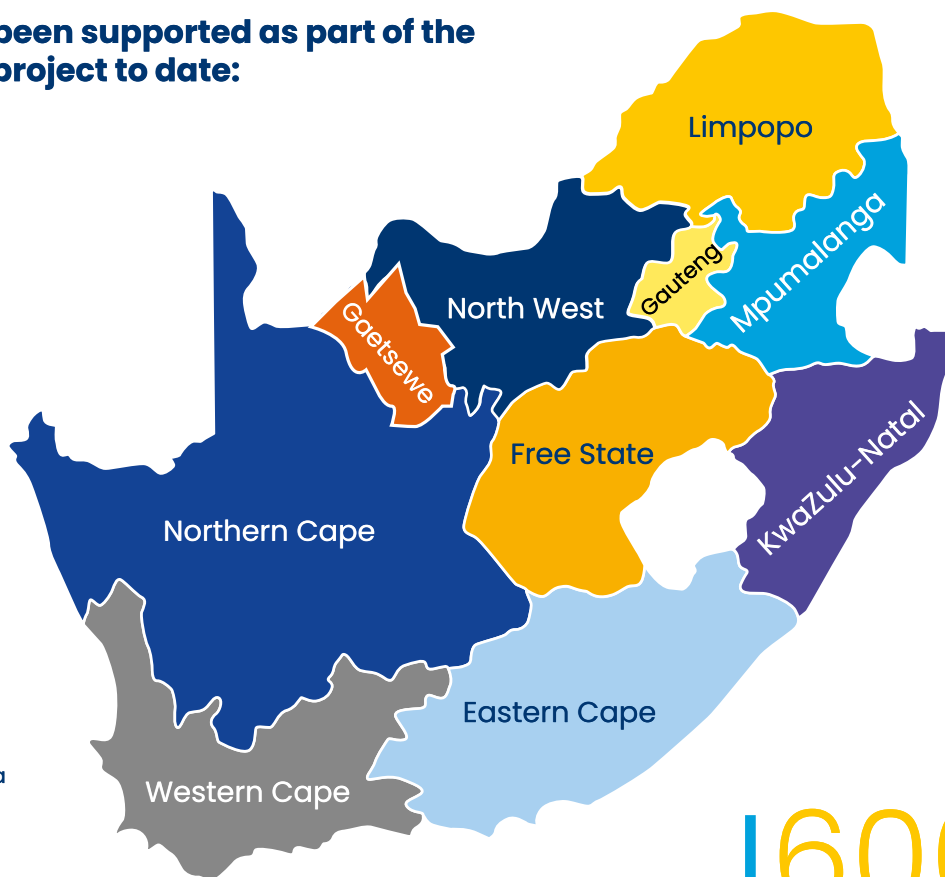 been supported as part of the
project to date:
Limpopo
Mpumalanga
Gauteng
North West
Gaetsewe
Free State
KwaZulu-Natal
Northern Cape
Eastern Cape
Western Cape